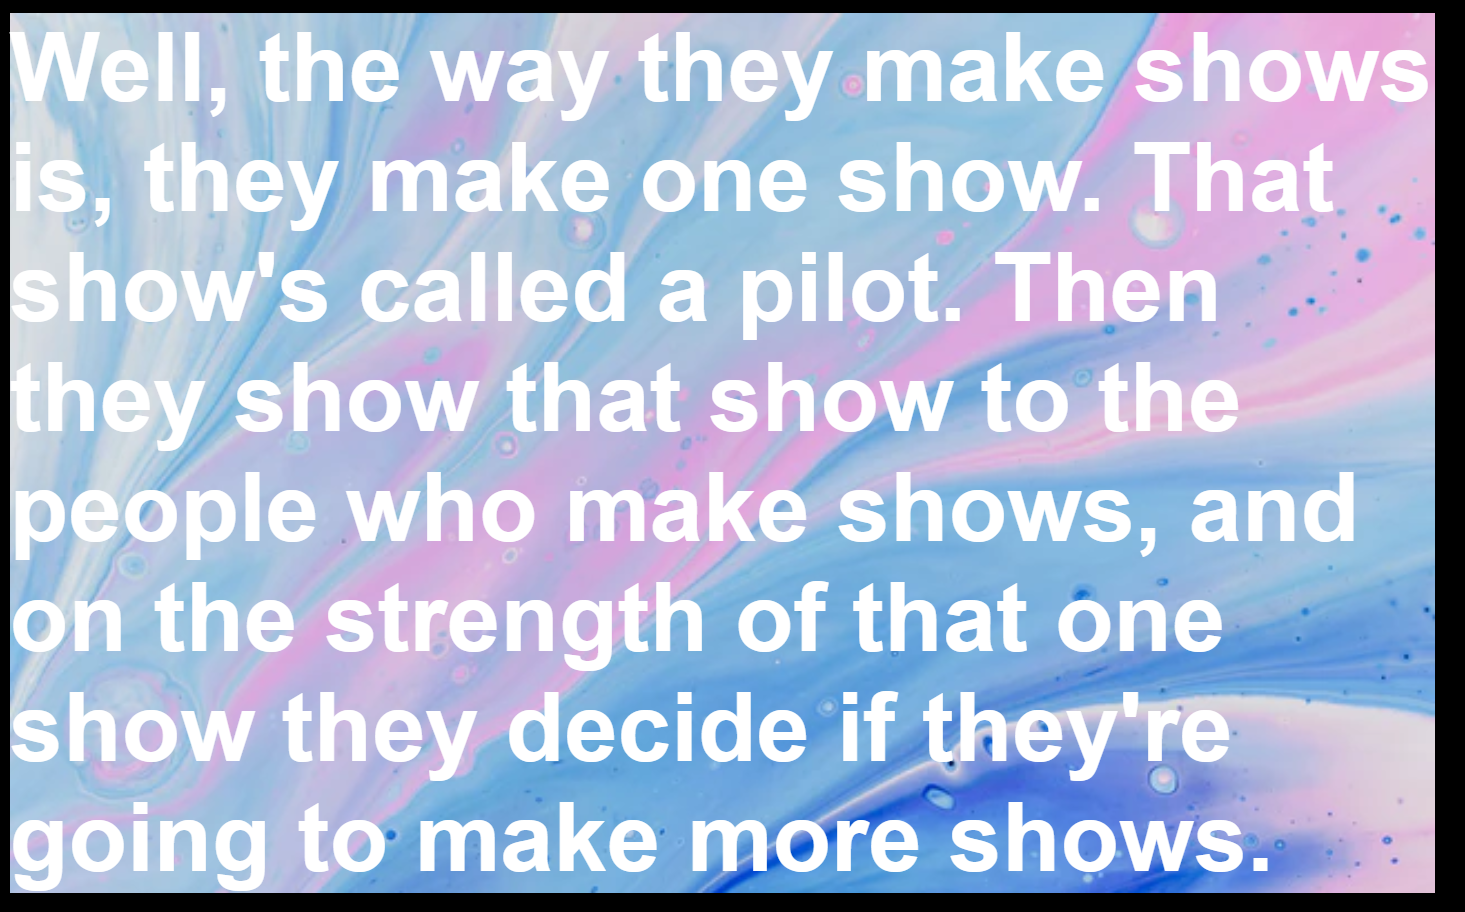 Well, the way they make shows
is, they make one show. That
show's called a pilot. Then
they show that show to the
people who make shows, and
on the strength of that one
show they decide if they're
going to make more shows.